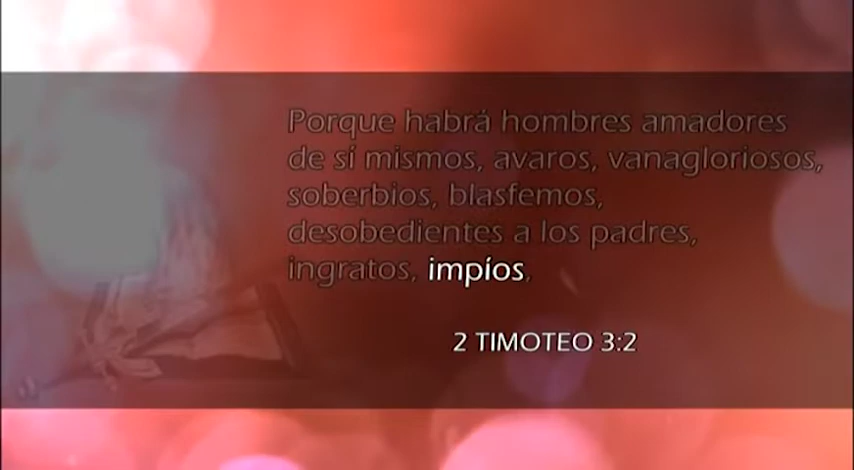 Porque habrá hombres amadores
de sí mismos, avaros, vanagloriosos,
soberbios, blasfemos,
desobedientes a los padres,
ingratos, impíos,
2 TIMOTEO 3:2